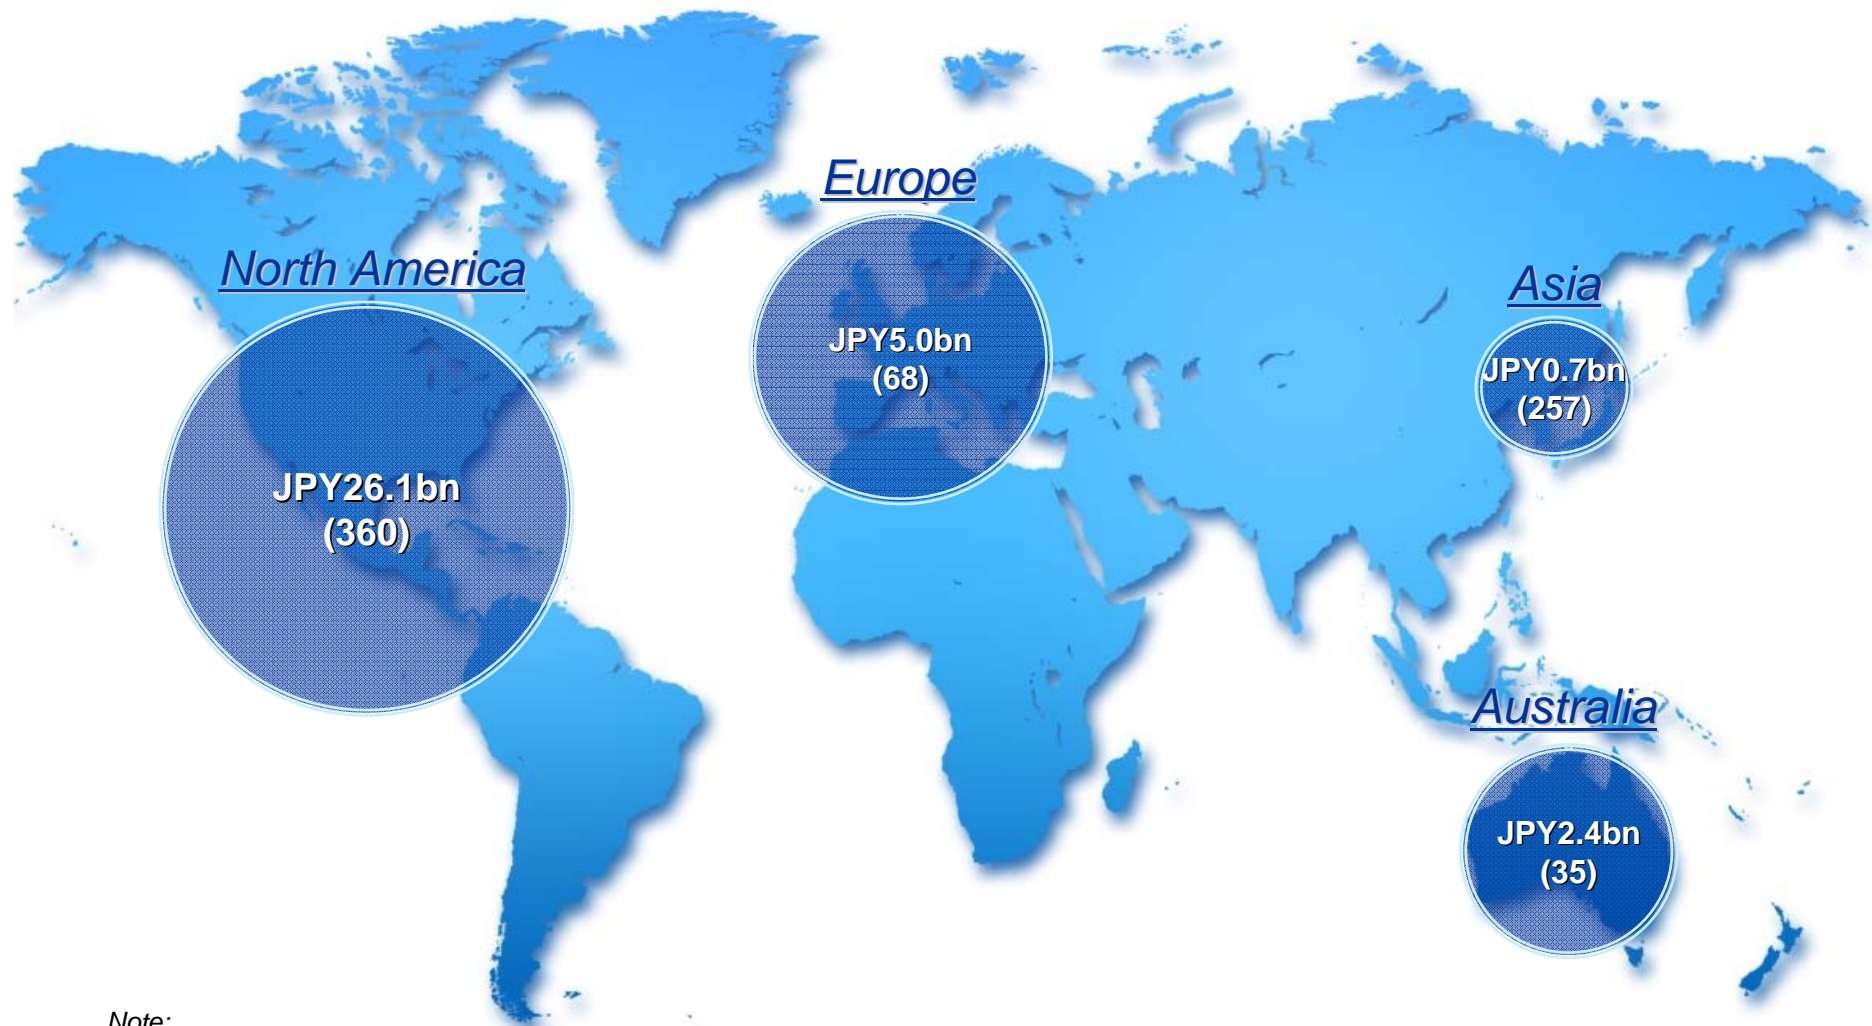 Europe
North America
Asia
JPY5.0bn
(68)
JPY0.7bn
(257)
JPY26.1bn
(360)
Australia
JPY2.4bn
(35)
Note: